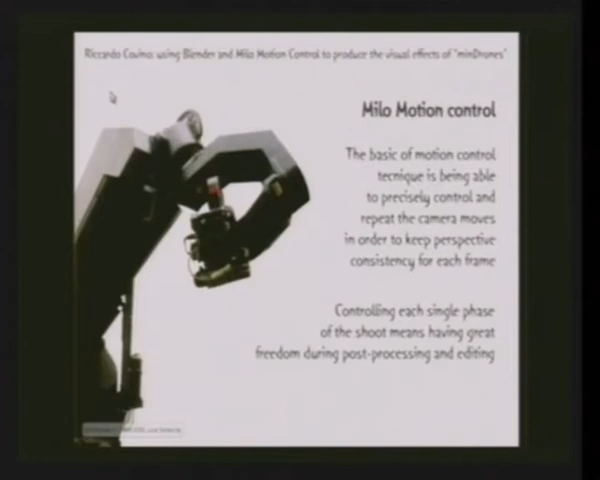 Riccardo Covino: using Blender and Milo Motion Control to produce the visual effects of "minDrones"
Milo Motion control
The basic of motion control
tecnique is being able
to precisely control and
repeat the camera moves
in order to keep perspective
consistency for each frame
Controlling each single phase
of the shoot means having great
freedom during post-processing and editing